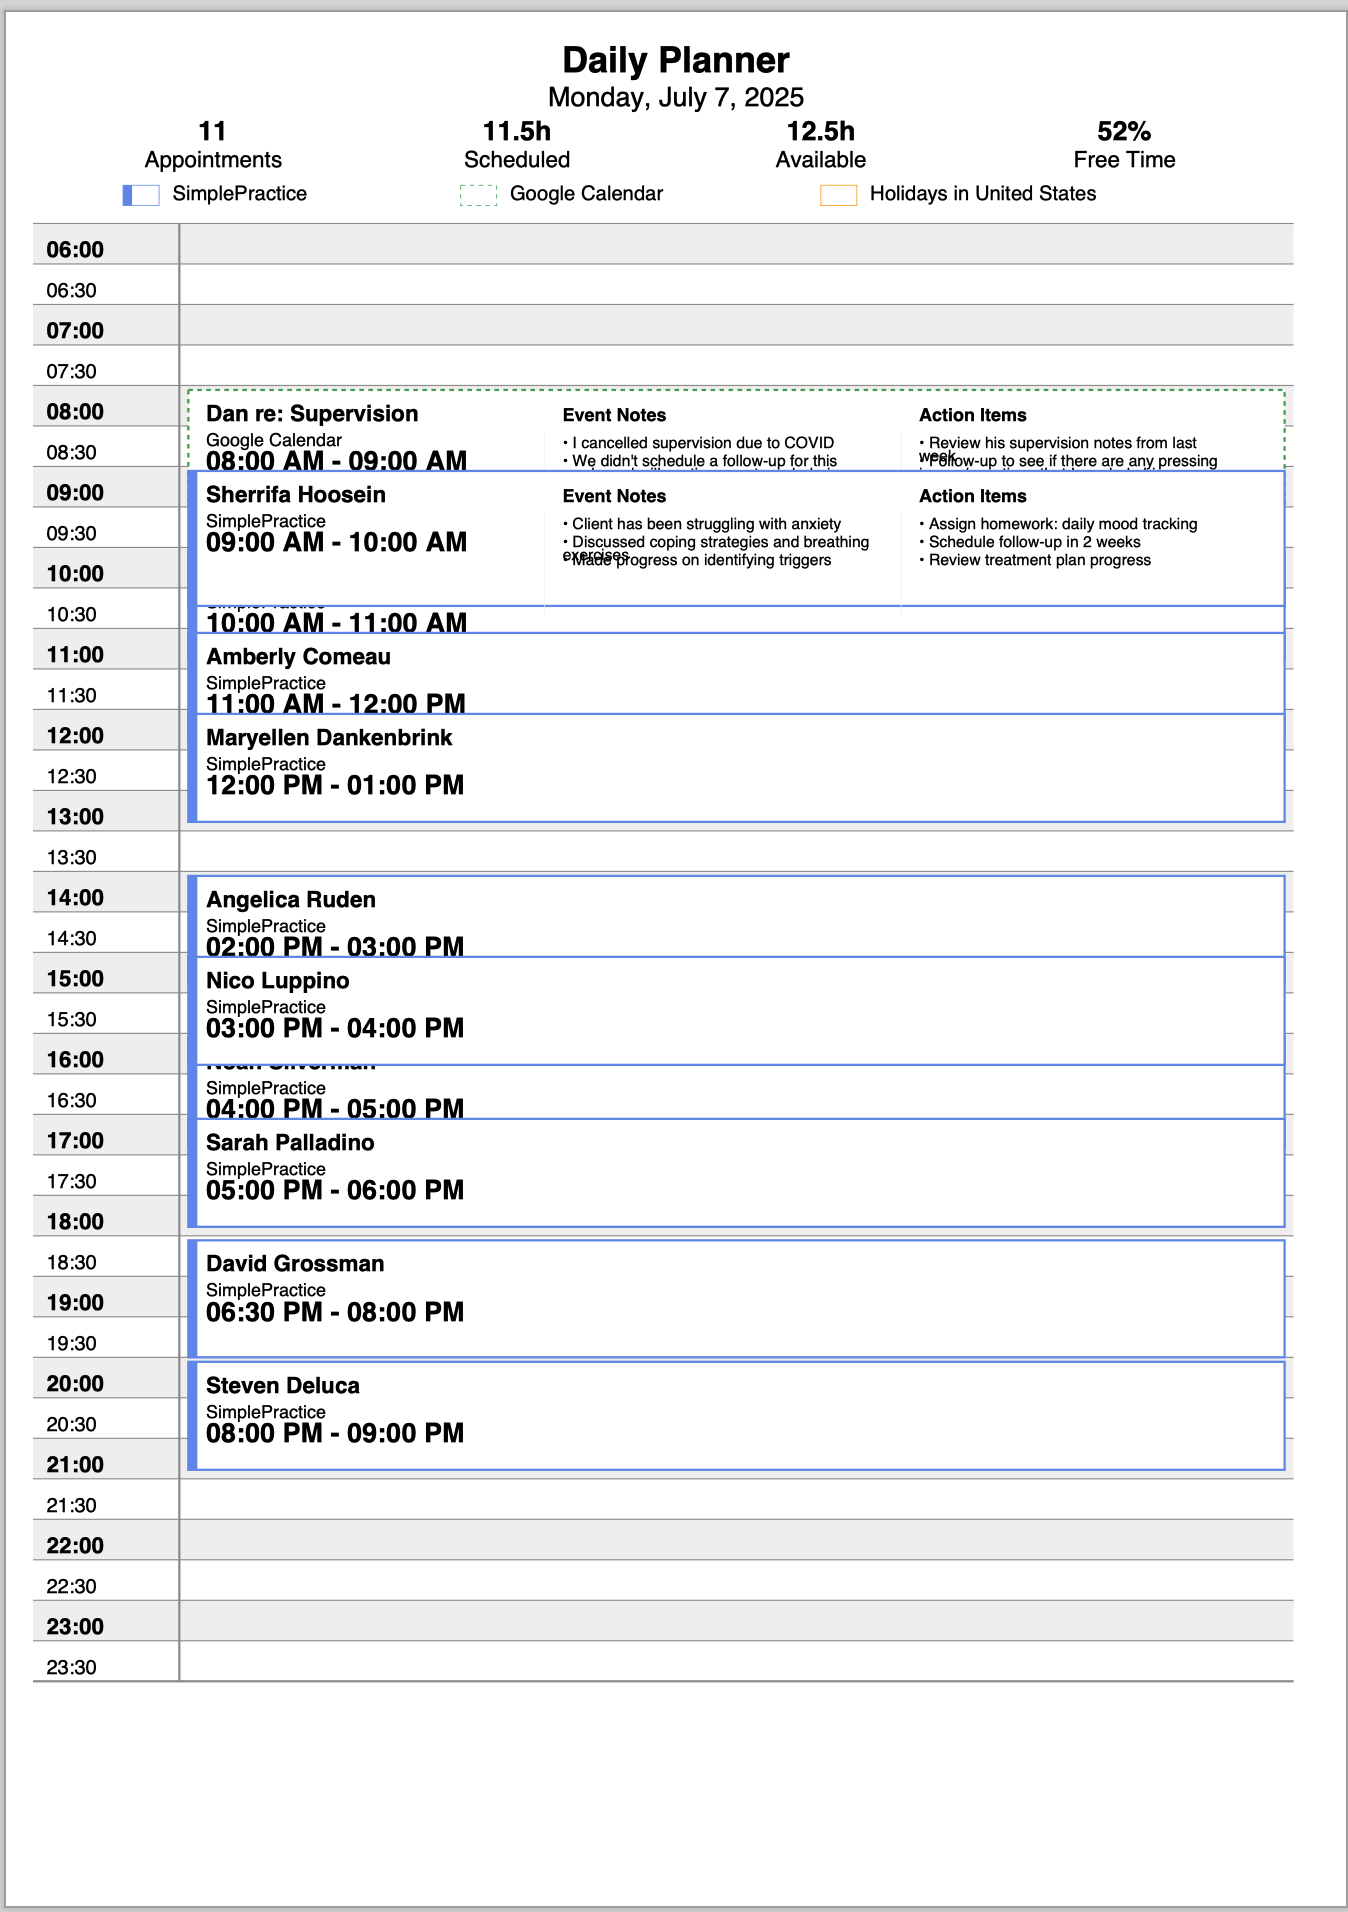 Daily Planner
Monday, July 7, 2025
11 11.5h 12.5h 52%
Appointments Scheduled Available Free Time
SimplePractice Google Calendar Holidays in United States
06:00
06:30
07:00
07:30
08:00 Dan re: Supervision Event Notes Action Items
Google Calendar • I cancelled supervision due to COVID • Review his supervision notes from last
week
08:30 08:00 AM - 09:00 AM • We didn't schedule a follow-up for this • Follow-up to see if there are any pressing
09:00 Sherrifa Hoosein Event Notes Action Items
SimplePractice • Client has been struggling with anxiety • Assign homework: daily mood tracking
09:30 09:00 AM - 10:00 AM • Discussed coping strategies and breathing • Schedule follow-up in 2 weeks
exercises
• Made progress on identifying triggers • Review treatment plan progress
10:00
SimplePractice
10:30 10:00 AM - 11:00 AM
11:00 Amberly Comeau
SimplePractice
11:30 11:00 AM - 12:00 PM
12:00 Maryellen Dankenbrink
SimplePractice
12:30 12:00 PM - 01:00 PM
13:00
13:30
14:00 Angelica Ruden
SimplePractice
14:30 02:00 PM - 03:00 PM
15:00 Nico Luppino
SimplePractice
15:30 03:00 PM - 04:00 PM
16:00 Noah Silverman
SimplePractice
16:30 04:00 PM - 05:00 PM
17:00 Sarah Palladino
SimplePractice
17:30 05:00 PM - 06:00 PM
18:00
18:30 David Grossman
SimplePractice
19:00 06:30 PM - 08:00 PM
19:30
20:00 Steven Deluca
SimplePractice
20:30 08:00 PM - 09:00 PM
21:00
21:30
22:00
22:30
23:00
23:30